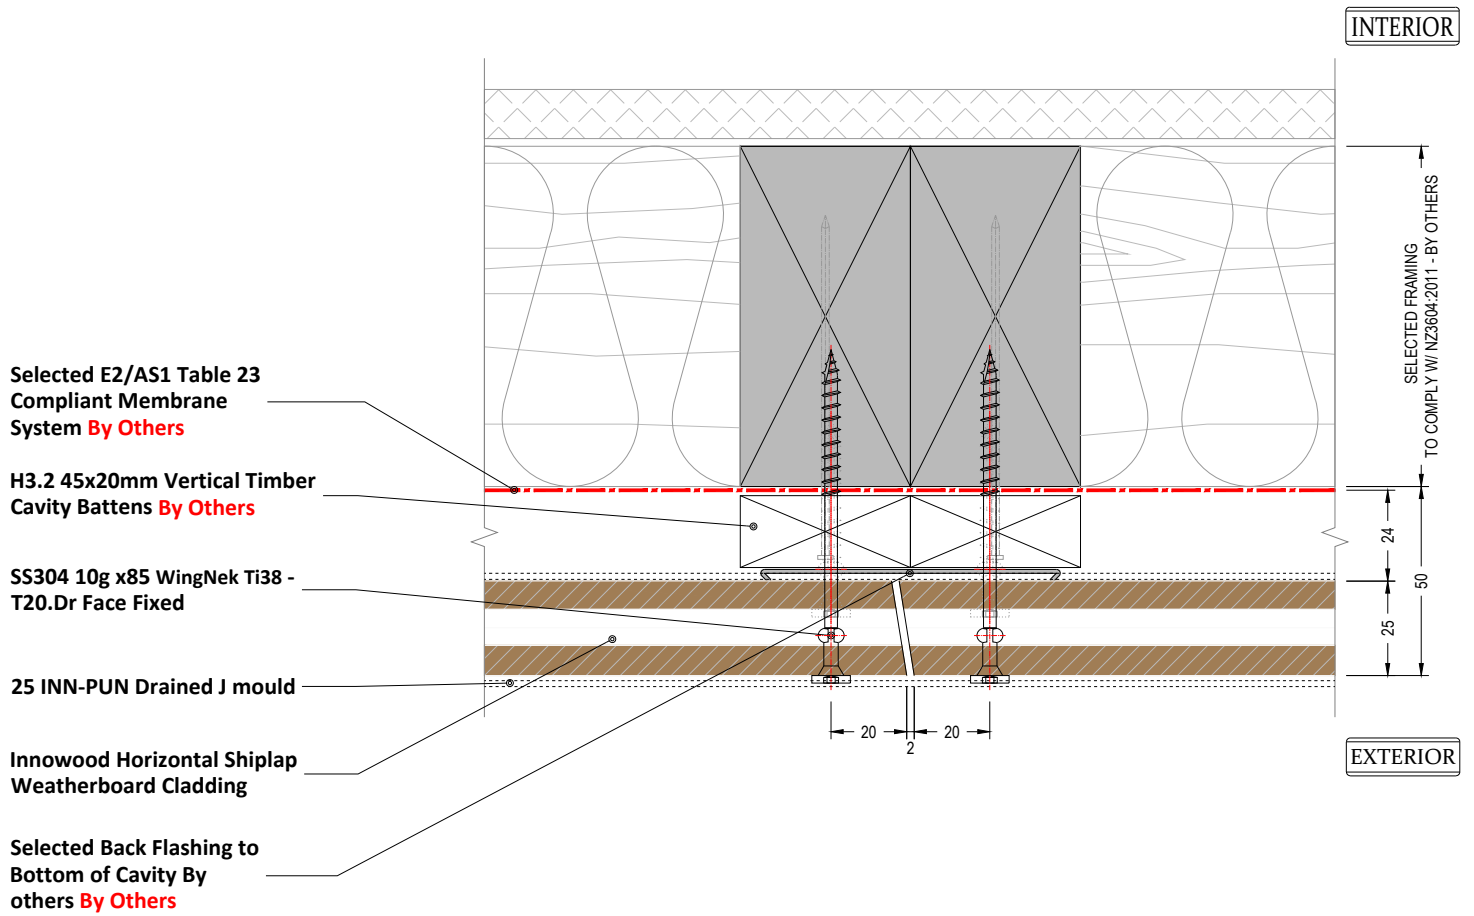 INTERIOR
SELECTED FRAMING
TO COMPLY W/ NZ3604:2011 - BY OTHERS
Selected E2/AS1 Table 23
Compliant Membrane
System By Others
H3.2 45x20mm Vertical Timber
Cavity Battens By Others
SS304 10g x85 WingNek Ti38 -
T20.Dr Face Fixed
25 INN-PUN Drained J mould
Innowood Horizontal Shiplap
Weatherboard Cladding
Selected Back Flashing to
Bottom of Cavity By
others By Others
24
50
25
20
2
20
EXTERIOR